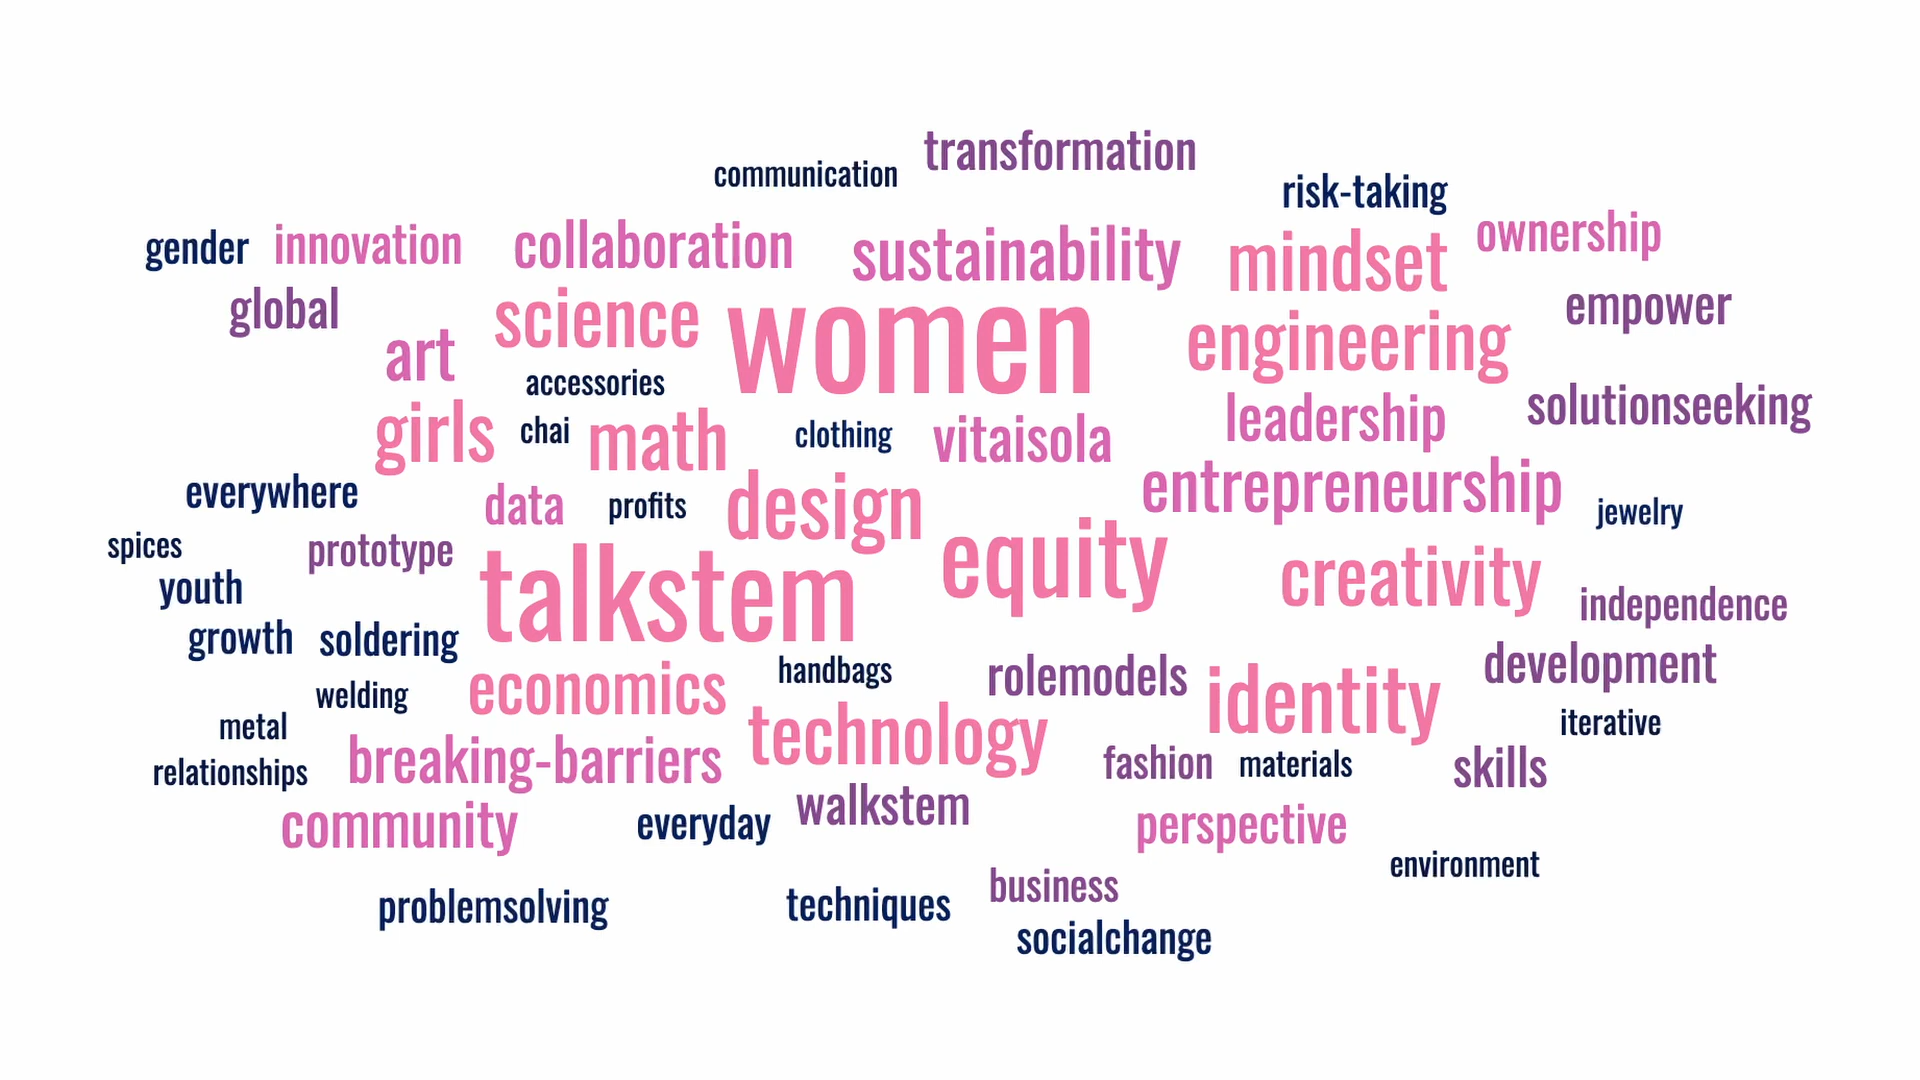 transformation
communication
risk-taking
gender
innovation
collaboration
sustainability
mindset
ownership
global
art
science
women
engineering
empower
accessories
girls
chai
math
clothing
vitaisola
leadership
solutionseeking
everywhere
data
profits
design
entrepreneurship
jewelry
spices
prototype
youth
talkstem
equity
creativity
independence
growth
soldering
handbags
rolemodels
development
welding
economics
identity
metal
technology
iterative
relationships
breaking-barriers
fashion
materials
skills
community
everyday
walkstem
perspective
environment
problemsolving
techniques
business
socialchange